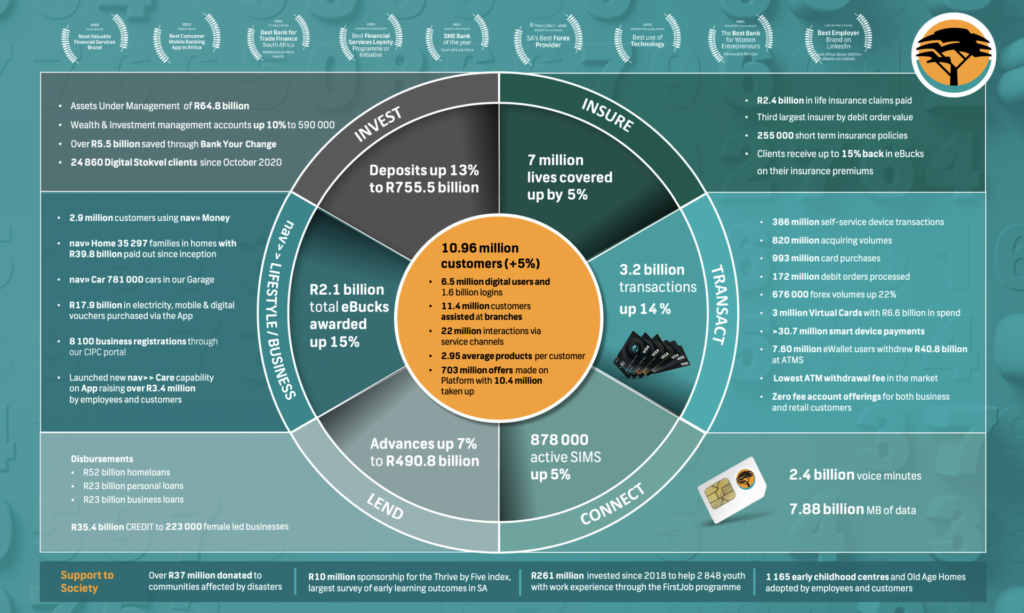 Most Valuable
Financial Services
Brand
Best Consumer
Mobile Banking
App in Africa
Best Bank for
Trade Finance
South Africa
Best Financial
Services Loyalty
Programme or
Initiative
2021
SME Bank
of the year
6 Years | 2017 - 2022
SA's Best Forex
Provider
Best use of
Technology
The Best Bank
for Women
Entrepreneurs
Best Employer
Brand on
LinkedIn
INVEST
• Assets Under Management of R64.8 billion
• Wealth & Investment management accounts up 10% to 590 000
• Over R5.5 billion saved through Bank Your Change
• 24 860 Digital Stokvel clients since October 2020
Deposits up 13%
to R755.5 billion
INSURE
7 million
lives covered
up by 5%
• R2.4 billion in life insurance claims paid
• Third largest insurer by debit order value
• 255 000 short term insurance policies
• Clients receive up to 15% back in eBucks
on their insurance premiums
nav>> LIFESTYLE / BUSINESS
• 2.9 million customers using nav» Money
• nav» Home 35 297 families in homes with
R39.8 billion paid out since inception
• nav» Car 781 000 cars in our Garage
• R17.9 billion in electricity, mobile & digital
vouchers purchased via the App
• 8 100 business registrations through
our CIPC portal
• Launched new nav>> Care capability
on App raising over R3.4 million
by employees and customers
R2.1 billion
total eBucks
awarded
up 15%
10.96 million
customers (+5%)
• 6.5 million digital users and
1.6 billion logins
• 11.4 million customers
assisted at branches
• 22 million interactions via
service channels
• 2.95 average products per customer
• 703 million offers made on
Platform with 10.4 million
taken up
3.2 billion
transactions
up 14%
TRANSACT
• 386 million self-service device transactions
• 820 million acquiring volumes
• 993 million card purchases
• 172 million debit orders processed
• 676 000 forex volumes up 22%
• 3 million Virtual Cards with R6.6 billion in spend
• >30.7 million smart device payments
• 7.60 million eWallet users withdrew R40.8 billion
at ATMS
• Lowest ATM withdrawal fee in the market
• Zero fee account offerings for both business
and retail customers
Disbursements
• R52 billion homeloans
• R23 billion personal loans
• R23 billion business loans
R35.4 billion CREDIT to 223 000 female led businesses
Advances up 7%
to R490.8 billion
LEND
878 000
active SIMS
up 5%
CONNECT
2.4 billion voice minutes
7.88 billion MB of data
Support to
Society
Over R37 million donated to
communities affected by disasters
R10 million sponsorship for the Thrive by Five index,
largest survey of early learning outcomes in SA
R261 million invested since 2018 to help 2 848 youth
with work experience through the FirstJob programme
1 165 early childhood centres and Old Age Homes
adopted by employees and customers